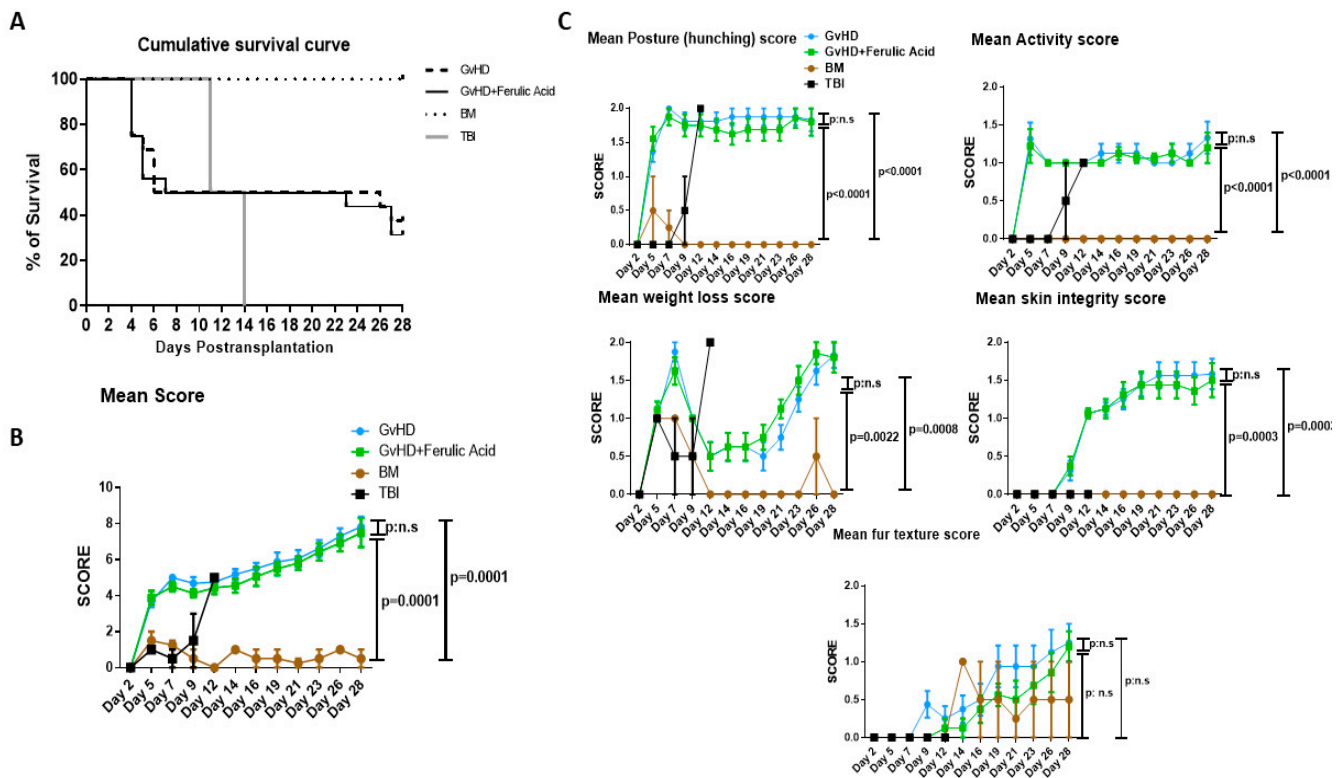 A
Cumulative survival curve
% of Survival
100
80
60
40
20
0
0 2 4 6 8 10 12 14 16 18 20 22 24 26 28
Days Postransplantation
GvHD
GvHD+Ferulic Acid
BM
TBI
B
Mean Score
GvHD
GvHD+Ferulic Acid
BM
TBI
SCORE
10
8
6
4
2
0
Day 2 Day 5 Day 7 Day 9 Day 12 Day 14 Day 16 Day 19 Day 21 Day 23 Day 26 Day 28
p:n.s
p=0.0001
p=0.0001
C
Mean Posture (hunching) score
GvHD
GvHD+Ferulic Acid
BM
TBI
SCORE
2.0
1.5
1.0
0.5
0.0
Day 2 Day 5 Day 7 Day 9 Day 12 Day 14 Day 16 Day 19 Day 21 Day 23 Day 26 Day 28
p:n.s
p<0.0001
p<0.0001
Mean Activity score
SCORE
2.0
1.5
1.0
0.5
0.0
Day 2 Day 5 Day 7 Day 9 Day 12 Day 14 Day 16 Day 19 Day 21 Day 23 Day 26 Day 28
p:n.s
p<0.0001
p<0.0001
Mean weight loss score
SCORE
2.0
1.5
1.0
0.5
0.0
Day 2 Day 5 Day 7 Day 9 Day 12 Day 14 Day 16 Day 19 Day 21 Day 23 Day 26 Day 28
p:n.s
p=0.0022
p=0.0008
Mean skin integrity score
SCORE
2.0
1.5
1.0
0.5
0.0
Day 2 Day 5 Day 7 Day 9 Day 12 Day 14 Day 16 Day 19 Day 21 Day 23 Day 26 Day 28
p:n.s
p=0.0003
Mean fur texture score
SCORE
2.0
1.5
1.0
0.5
0.0
Day 2 Day 5 Day 7 Day 9 Day 12 Day 14 Day 16 Day 19 Day 21 Day 23 Day 26 Day 28
p:n.s
p: n.s
p:n.s